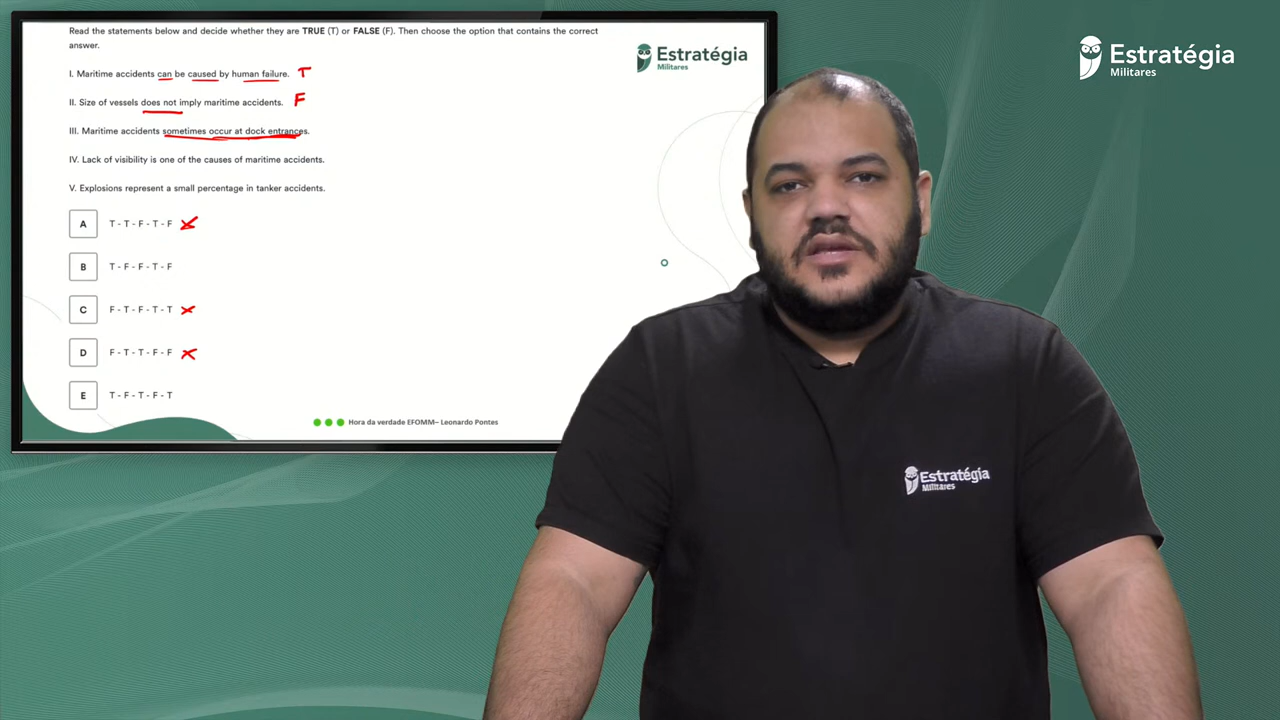 Read the statements below and decide whether they are TRUE (T) or FALSE (F). Then choose the option that contains the correct
answer.
I. Maritime accidents can be caused by human failure. T
II. Size of vessels does not imply maritime accidents. F
III. Maritime accidents sometimes occur at dock entrances.
IV. Lack of visibility is one of the causes of maritime accidents.
V. Explosions represent a small percentage in tanker accidents.
A T - T - F - T - F
B T - F - F - T - F
C F - T - F - T - T
D F - T - T - F - F
E T - F - T - F - T
Hora da verdade EFOMM– Leonardo Pontes
Estratégia
Militares
Estratégia
Militares
Estratégia
Militares